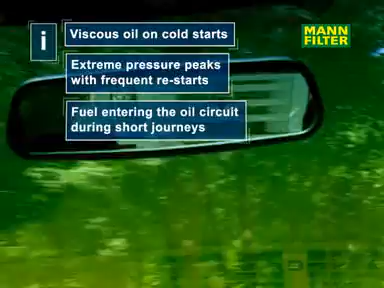 i
Viscous oil on cold starts
Extreme pressure peaks
with frequent re-starts
Fuel entering the oil circuit
during short journeys
MANN
FILTER